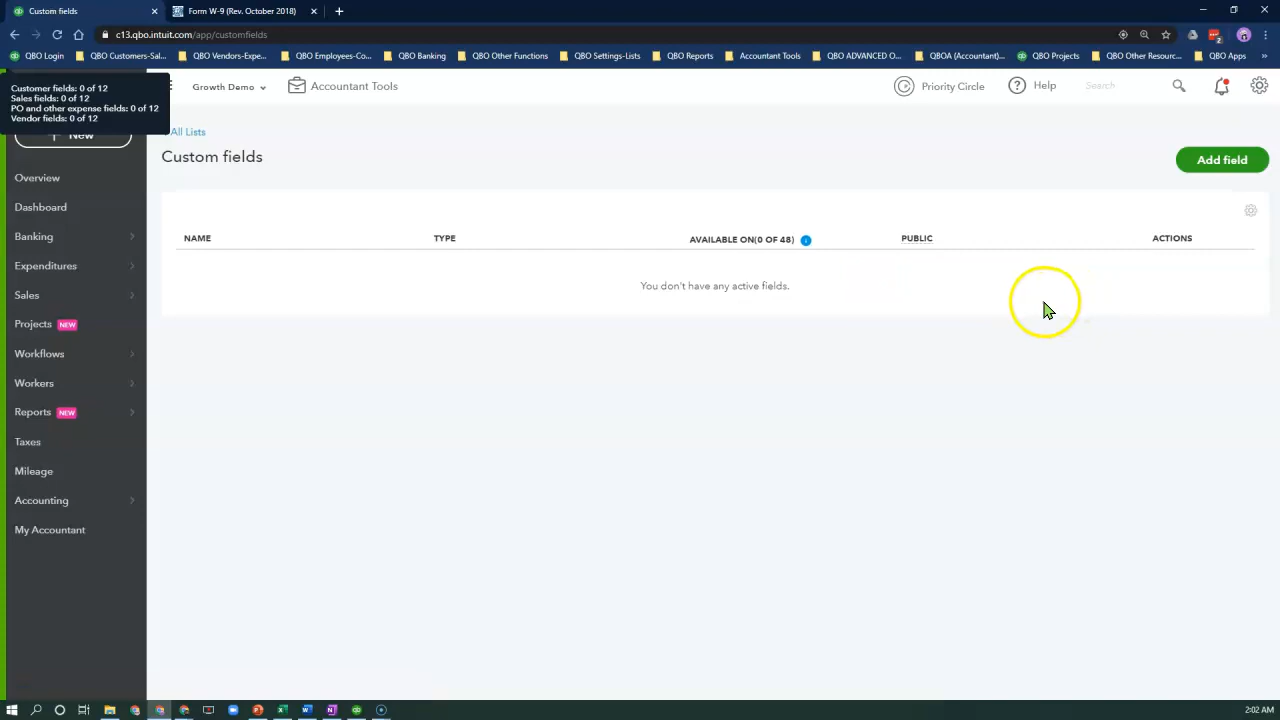 Custom fields
Form W-9 (Rev. October 2018)
c13.qbo.intuit.com/app/customfields
QBO Login
QBO Customers-Sal...
QBO Vendors-Expe...
QBO Employees-Co...
QBO Banking
QBO Other Functions
QBO Settings-Lists
QBO Reports
Accountant Tools
QBO ADVANCED O...
QBOA (Accountant)...
QBO Projects
QBO Other Resourc...
QBO Apps
»
Customer fields: 0 of 12
Sales fields: 0 of 12
PO and other expense fields: 0 of 12
Vendor fields: 0 of 12
Growth Demo
Accountant Tools
Priority Circle
Help
Search
+ New
Overview
Dashboard
Banking
Expenditures
Sales
Projects NEW
Workflows
Workers
Reports NEW
Taxes
Mileage
Accounting
My Accountant
All Lists
Custom fields
Add field
NAME TYPE AVAILABLE ON(0 OF 48) PUBLIC ACTIONS
You don't have any active fields.
2:02 AM